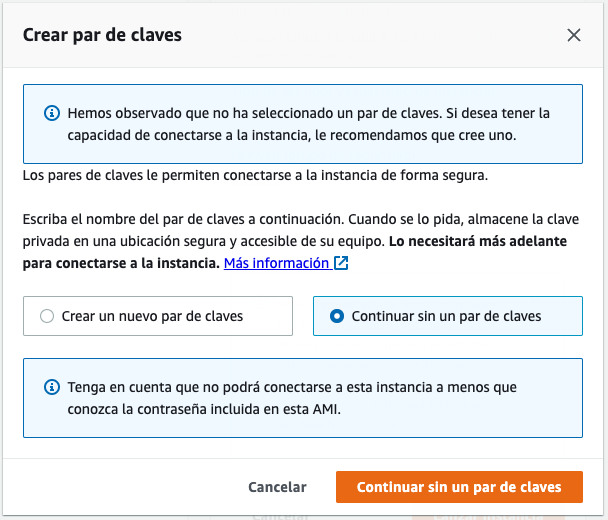 Crear par de claves
Hemos observado que no ha seleccionado un par de claves. Si desea tener la
capacidad de conectarse a la instancia, le recomendamos que cree uno.
Los pares de claves le permiten conectarse a la instancia de forma segura.
Escriba el nombre del par de claves a continuación. Cuando se lo pida, almacene la clave
privada en una ubicación segura y accesible de su equipo. Lo necesitará más adelante
para conectarse a la instancia. Más información
Crear un nuevo par de claves
Continuar sin un par de claves
Tenga en cuenta que no podrá conectarse a esta instancia a menos que
conozca la contraseña incluida en esta AMI.
Cancelar
Continuar sin un par de claves